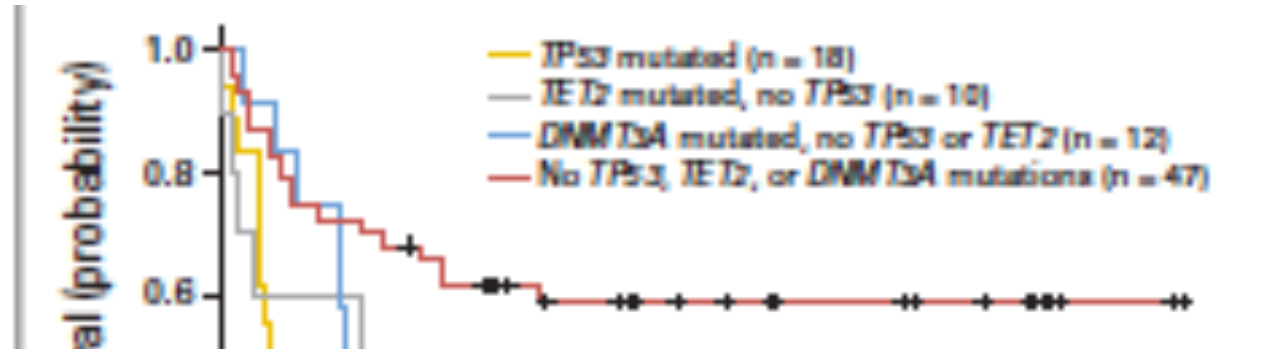 1.0
0.8
0.6
al (probability)
TP53 mutated (n = 18)
TET2 mutated, no TP53 (n = 10)
DNMT3A mutated, no TP53 or TET2 (n = 12)
No TP53, TET2, or DNMT3A mutations (n = 47)